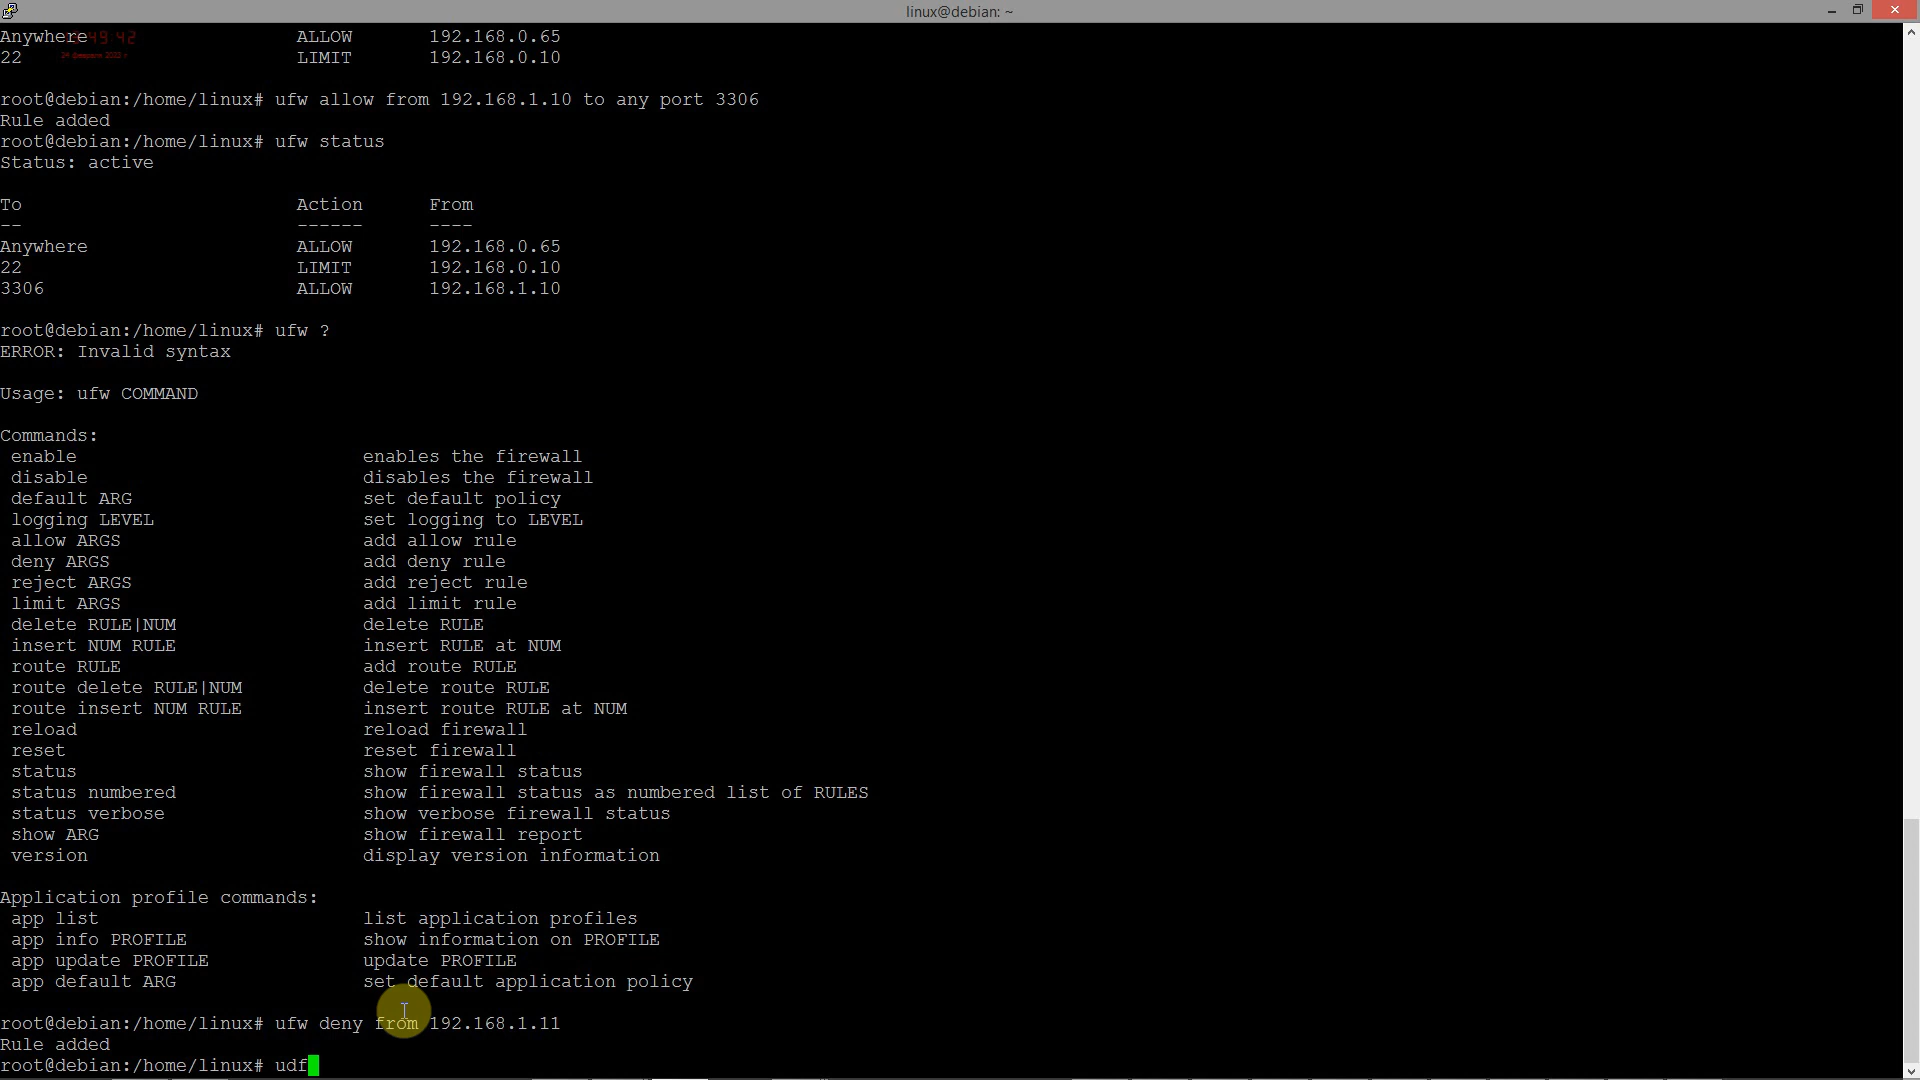 linux@debian: ~
Anywhere ALLOW 192.168.0.65
22 LIMIT 192.168.0.10
root@debian:/home/linux# ufw allow from 192.168.1.10 to any port 3306
Rule added
root@debian:/home/linux# ufw status
Status: active
To Action From
-- ------ ----
Anywhere ALLOW 192.168.0.65
22 LIMIT 192.168.0.10
3306 ALLOW 192.168.1.10
root@debian:/home/linux# ufw ?
ERROR: Invalid syntax
Usage: ufw COMMAND
Commands:
enable enables the firewall
disable disables the firewall
default ARG set default policy
logging LEVEL set logging to LEVEL
allow ARGS add allow rule
deny ARGS add deny rule
reject ARGS add reject rule
limit ARGS add limit rule
delete RULE|NUM delete RULE
insert NUM RULE insert RULE at NUM
route RULE add route RULE
route delete RULE|NUM delete route RULE
route insert NUM RULE insert route RULE at NUM
reload reload firewall
reset reset firewall
status show firewall status
status numbered show firewall status as numbered list of RULES
status verbose show verbose firewall status
show ARG show firewall report
version display version information
Application profile commands:
app list list application profiles
app info PROFILE show information on PROFILE
app update PROFILE update PROFILE
app default ARG set default application policy
root@debian:/home/linux# ufw deny from 192.168.1.11
Rule added
root@debian:/home/linux# udf